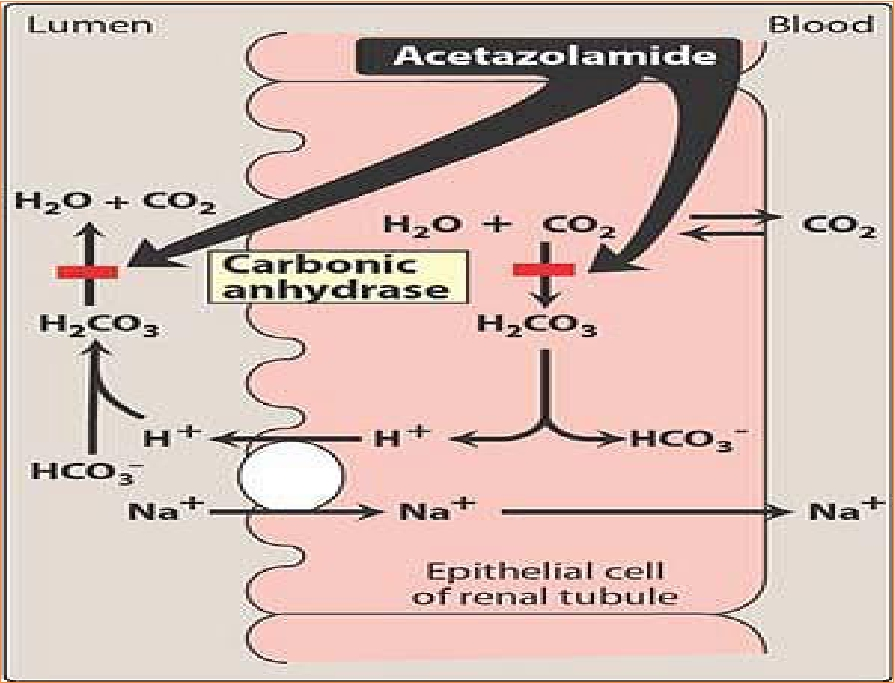 Lumen
Blood
Acetazolamide
H₂O + CO₂
H₂O + CO₂
CO₂
Carbonic
anhydrase
H₂CO₃
H₂CO₃
H⁺
H⁺
HCO₃⁻
HCO₃⁻
Na⁺
Na⁺
Na⁺
Epithelial cell
of renal tubule